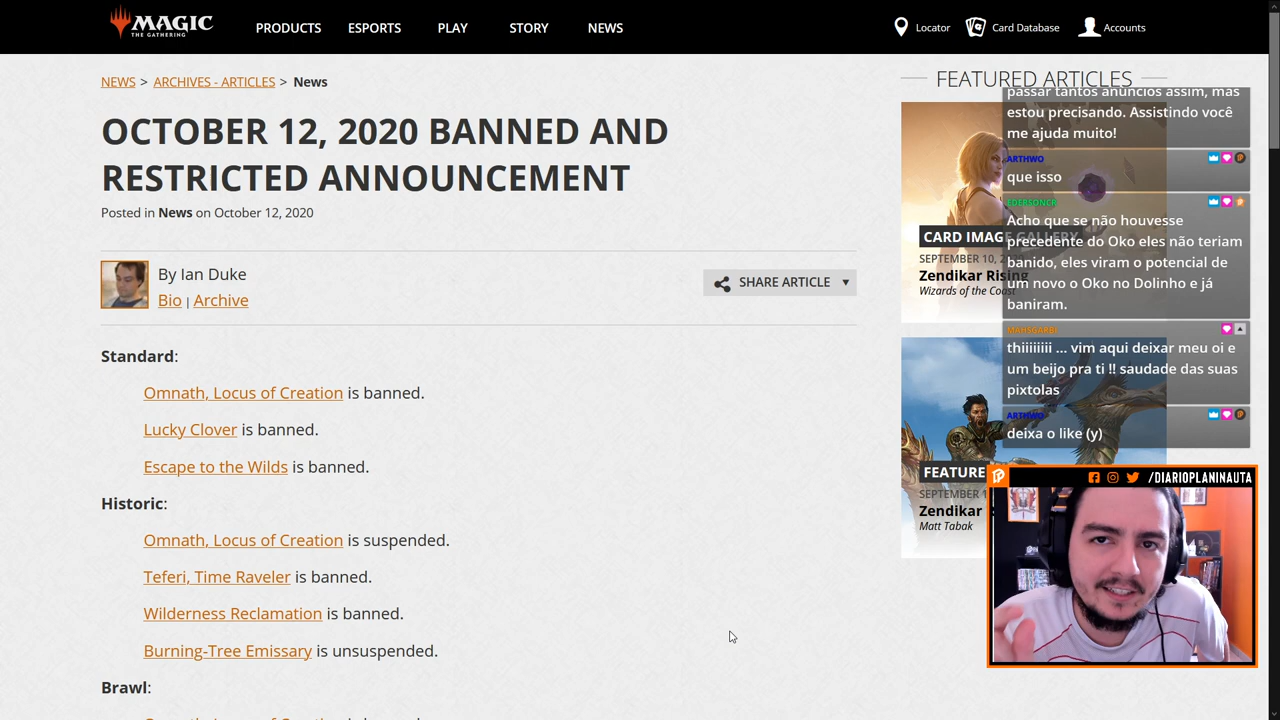 MAGIC
THE GATHERING
PRODUCTS ESPORTS PLAY STORY NEWS
Locator Card Database Accounts
NEWS > ARCHIVES - ARTICLES > News
OCTOBER 12, 2020 BANNED AND
RESTRICTED ANNOUNCEMENT
Posted in News on October 12, 2020
By Ian Duke
Bio | Archive
SHARE ARTICLE
Standard:
Omnath, Locus of Creation is banned.
Lucky Clover is banned.
Escape to the Wilds is banned.
Historic:
Omnath, Locus of Creation is suspended.
Teferi, Time Raveler is banned.
Wilderness Reclamation is banned.
Burning-Tree Emissary is unsuspended.
Brawl:
FEATURED ARTICLES
CARD IMAGE GALLERY
SEPTEMBER 10, 2
Zendikar Rising
Wizards of the Coast
FEATURE
SEPTEMBER 1
Zendikar
Matt Tabak
passar tantos anúncios assim, mas
estou precisando. Assistindo você
me ajuda muito!
ARTHWO
que isso
EDERSONCR
Acho que se não houvesse
precedente do Oko eles não teriam
banido, eles viram o potencial de
um novo o Oko no Dolinho e já
baniram.
MAHSGARBI
thiiiiiiii ... vim aqui deixar meu oi e
um beijo pra ti !! saudade das suas
pixtolas
ARTHWO
deixa o like (y)
/DIARIOPLANINAUTA